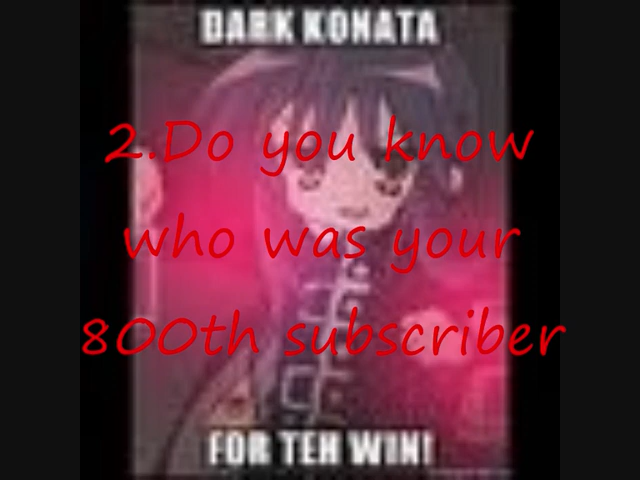 DARK KONATA
2.Do you know
who was your
800th subscriber
FOR TEH WIN!